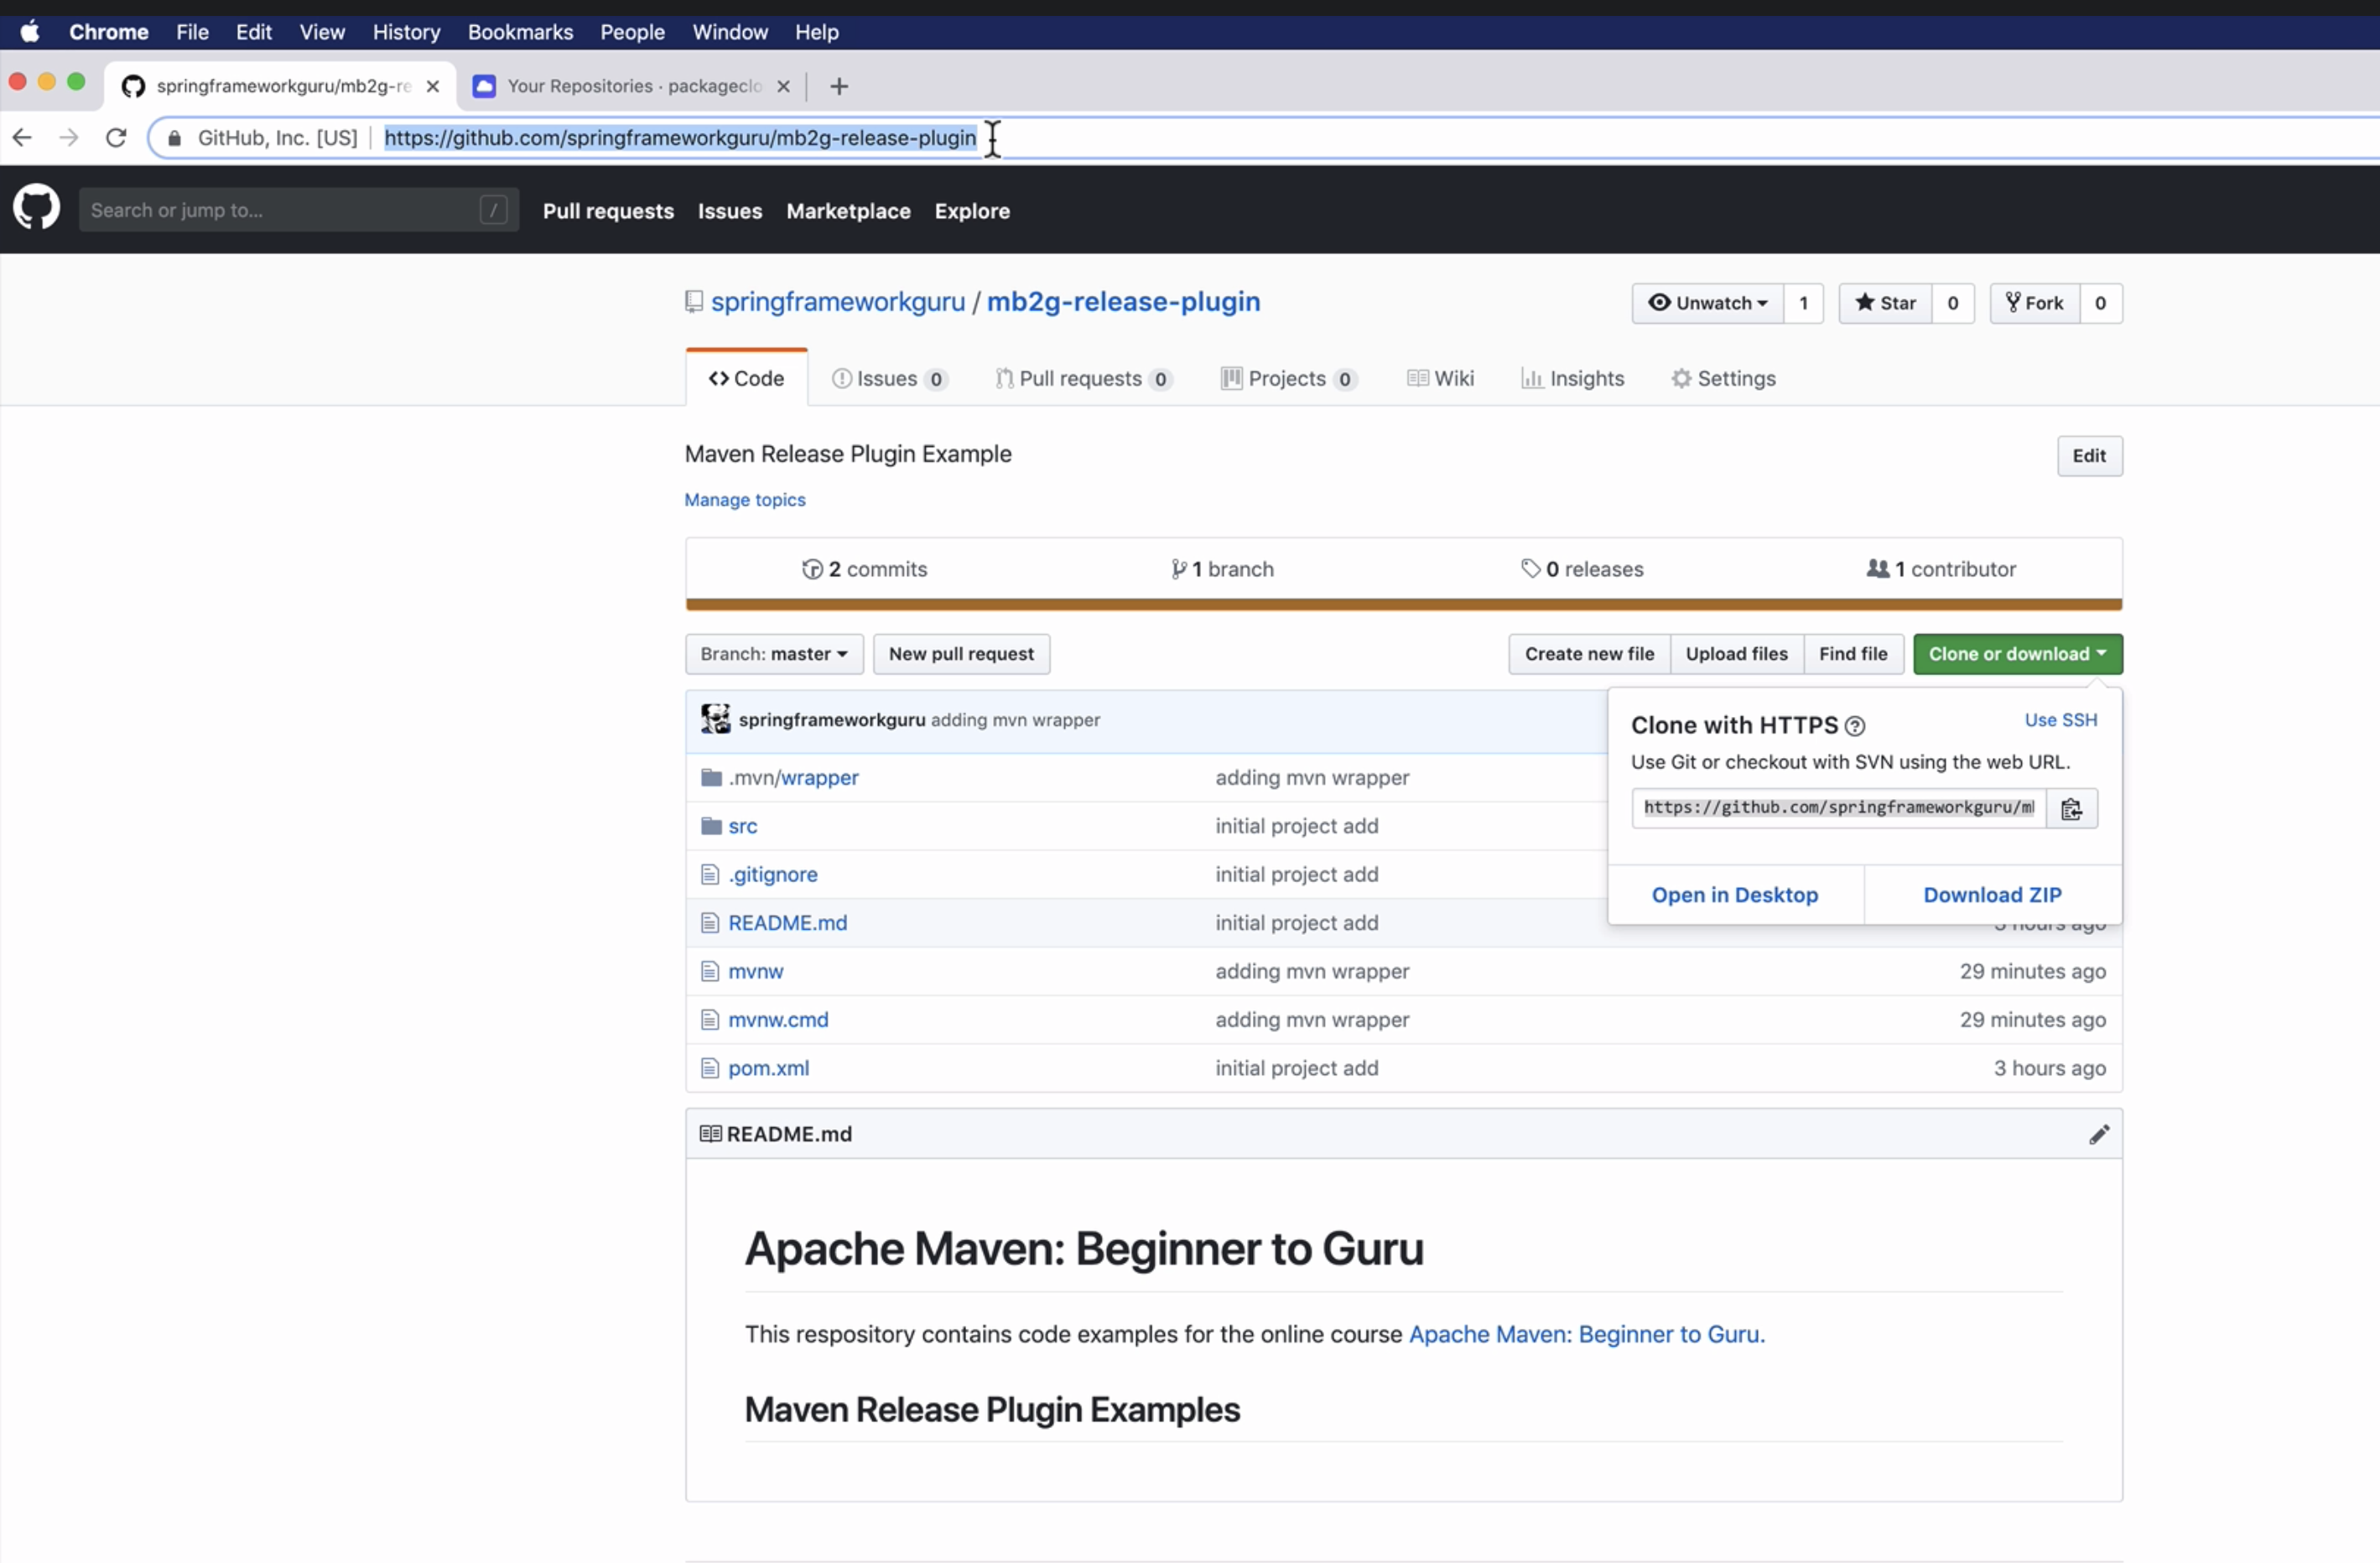 Chrome File Edit View History Bookmarks People Window Help
springframeworkguru/mb2g-re Your Repositories · packageclo
GitHub, Inc. [US] https://github.com/springframeworkguru/mb2g-release-plugin
Search or jump to... / Pull requests Issues Marketplace Explore
springframeworkguru / mb2g-release-plugin Unwatch 1 Star 0 Fork 0
Code Issues 0 Pull requests 0 Projects 0 Wiki Insights Settings
Maven Release Plugin Example Edit
Manage topics
2 commits 1 branch 0 releases 1 contributor
Branch: master New pull request Create new file Upload files Find file Clone or download
springframeworkguru adding mvn wrapper
Clone with HTTPS Use SSH
Use Git or checkout with SVN using the web URL.
https://github.com/springframeworkguru/m
Open in Desktop Download ZIP
.mvn/wrapper adding mvn wrapper
src initial project add
.gitignore initial project add
README.md initial project add hours ago
mvnw adding mvn wrapper 29 minutes ago
mvnw.cmd adding mvn wrapper 29 minutes ago
pom.xml initial project add 3 hours ago
README.md
Apache Maven: Beginner to Guru
This respository contains code examples for the online course Apache Maven: Beginner to Guru.
Maven Release Plugin Examples